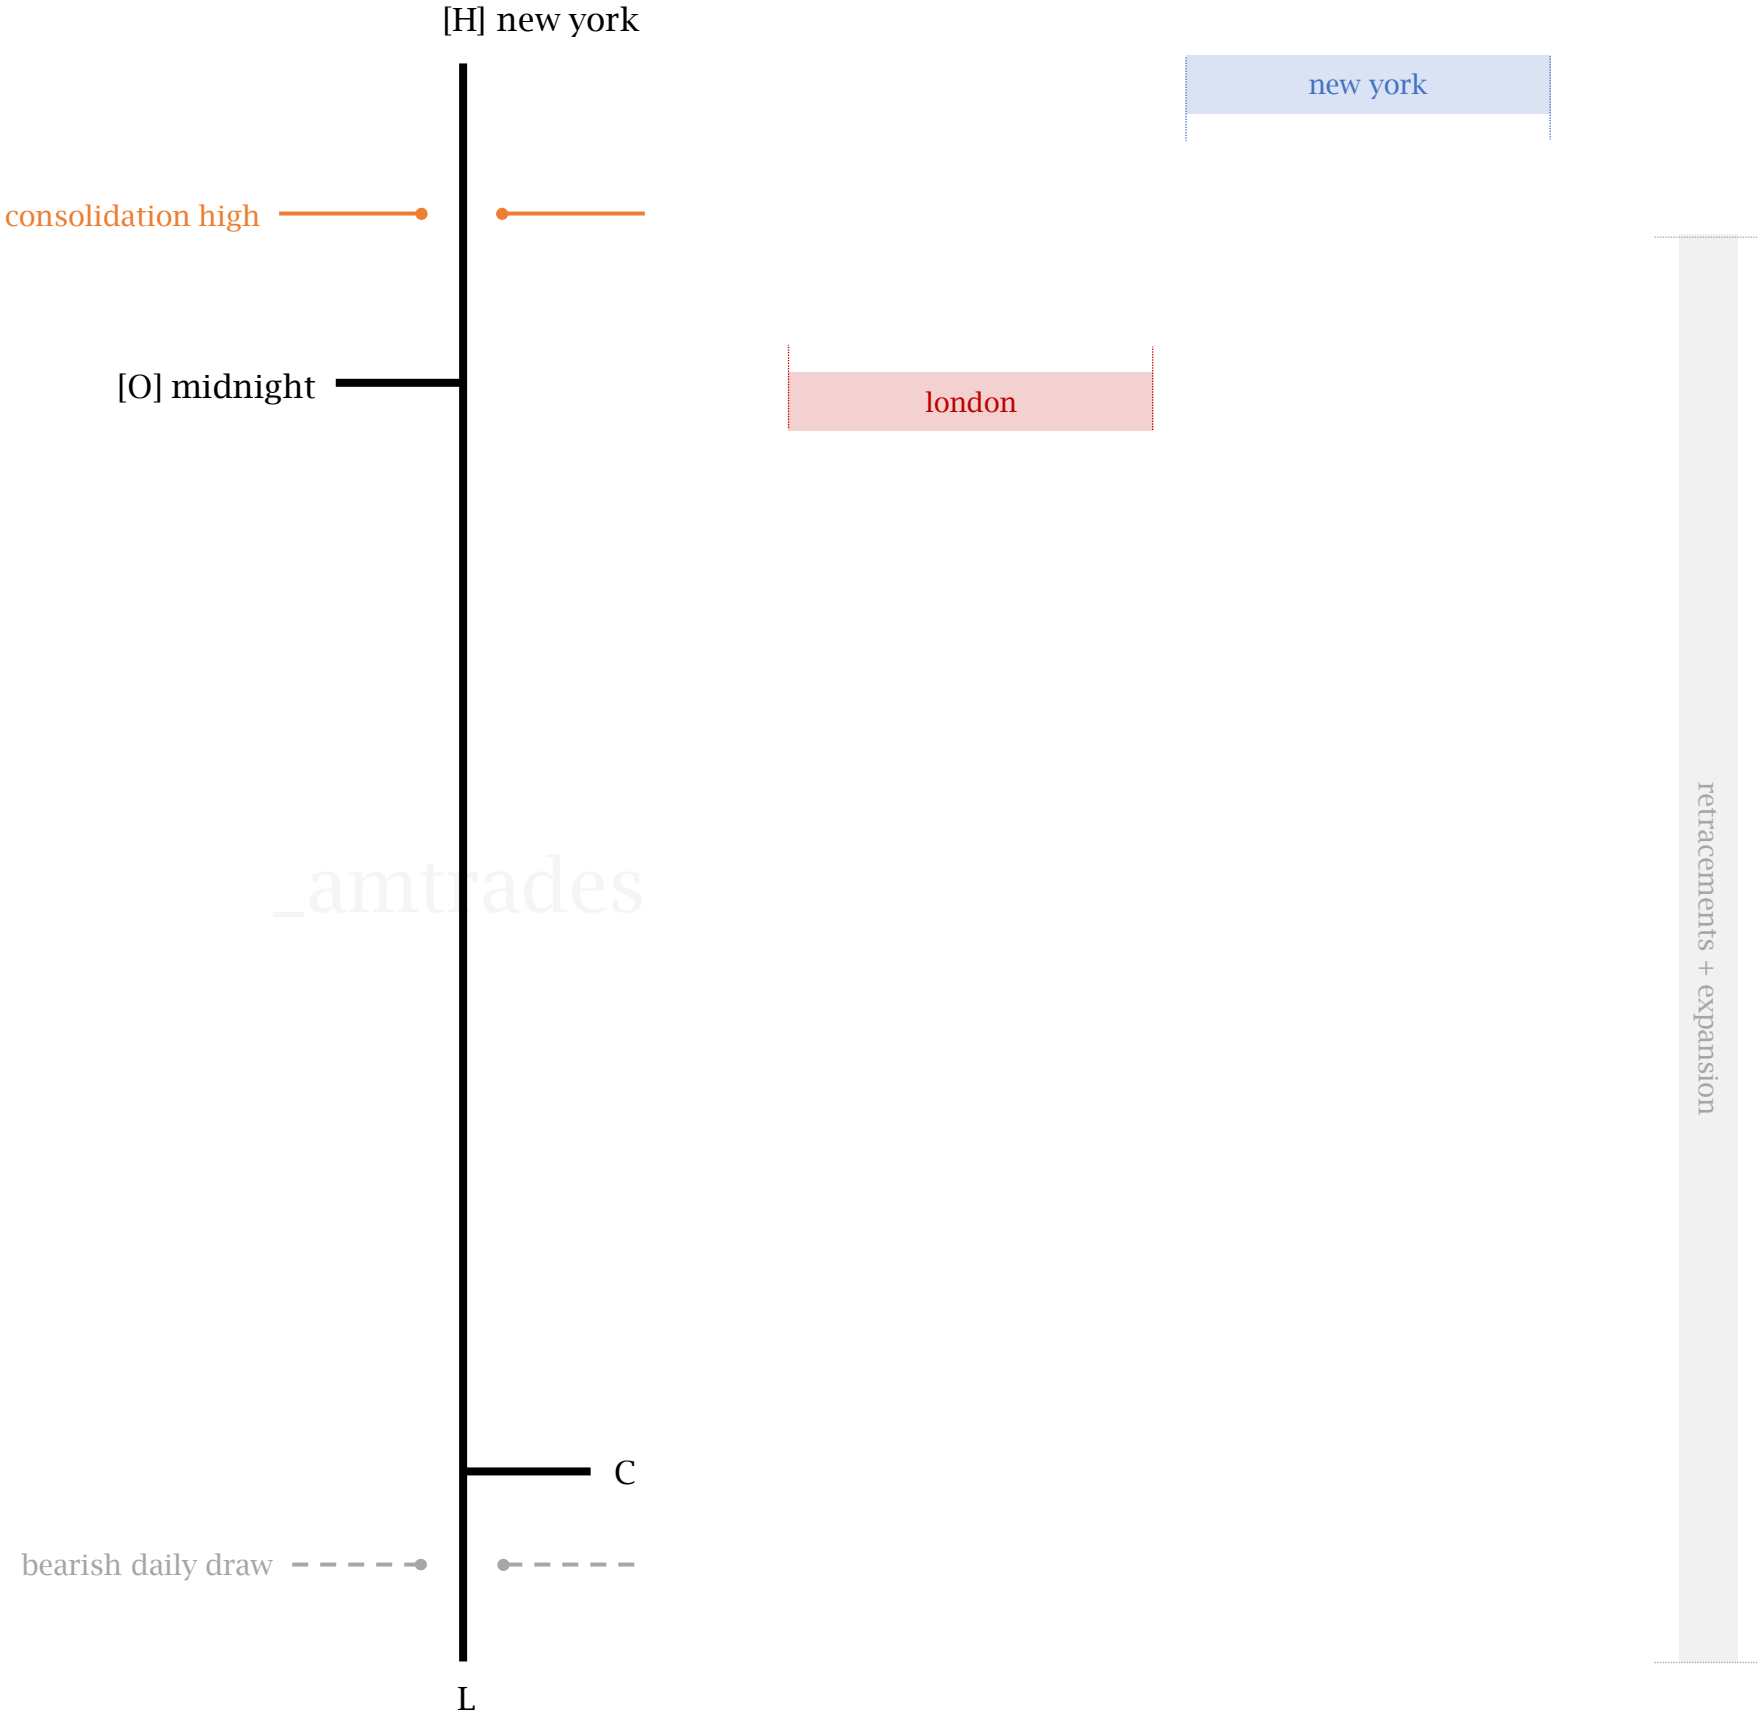 [H] new york
new york
consolidation high
[O] midnight
london
_amtrades
retracements + expansion
C
bearish daily draw
L